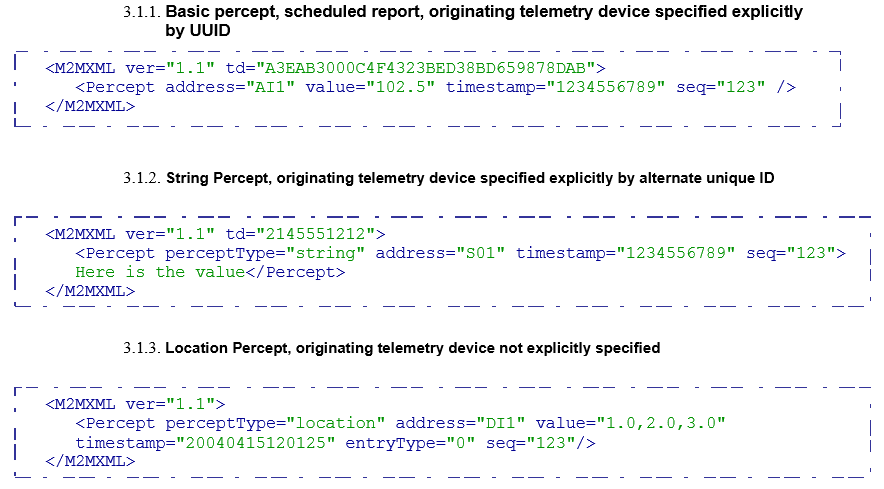 3.1.1. Basic percept, scheduled report, originating telemetry device specified explicitly
by UUID
<M2MXML ver="1.1" td="A3EAB3000C4F4323BED38BD659878DAB">
<Percept address="AI1" value="102.5" timestamp="1234556789" seq="123" />
</M2MXML>
3.1.2. String Percept, originating telemetry device specified explicitly by alternate unique ID
<M2MXML ver="1.1" td="2145551212">
<Percept perceptType="string" address="S01" timestamp="1234556789" seq="123">
Here is the value</Percept>
</M2MXML>
3.1.3. Location Percept, originating telemetry device not explicitly specified
<M2MXML ver="1.1">
<Percept perceptType="location" address="DI1" value="1.0,2.0,3.0"
timestamp="20040415120125" entryType="0" seq="123"/>
</M2MXML>